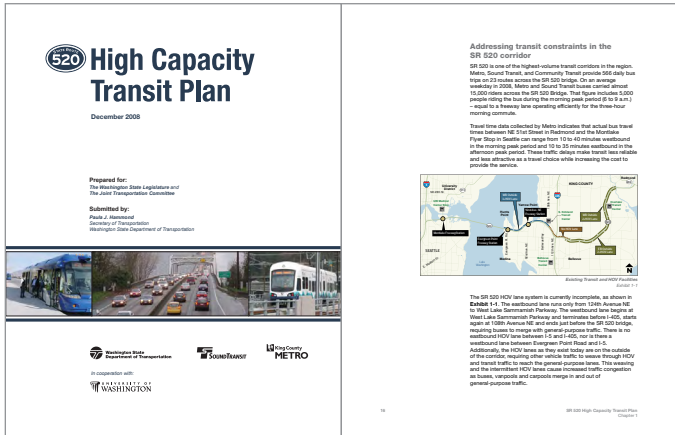 STATE ROUTE
520
High Capacity
Transit Plan
December 2008
Prepared for:
The Washington State Legislature and
The Joint Transportation Committee
Submitted by:
Paula J. Hammond
Secretary of Transportation
Washington State Department of Transportation
Washington State
Department of Transportation
SOUNDTRANSIT
King County
METRO
In cooperation with:
UNIVERSITY OF
WASHINGTON
Addressing transit constraints in the
SR 520 corridor
SR 520 is one of the highest-volume transit corridors in the region.
Metro, Sound Transit, and Community Transit provide 566 daily bus
trips on 23 routes across the SR 520 bridge. On an average
weekday in 2008, Metro and Sound Transit buses carried almost
15,000 riders across the SR 520 Bridge. That figure includes 5,000
people riding the bus during the morning peak period (6 to 9 a.m.)
– equal to a freeway lane operating efficiently for the three-hour
morning commute.
Travel time data collected by Metro indicates that actual bus travel
times between NE 51st Street in Redmond and the Montlake
Flyer Stop in Seattle can range from 10 to 40 minutes westbound
in the morning peak period and 10 to 35 minutes eastbound in the
afternoon peak period. These traffic delays make transit less reliable
and less attractive as a travel choice while increasing the cost to
provide the service.
University
District
KING COUNTY
Redmond
SEATTLE
Medina
Bellevue
N
Existing Transit and HOV Facilities
Exhibit 1-1
The SR 520 HOV lane system is currently incomplete, as shown in
Exhibit 1-1. The eastbound lane runs only from 124th Avenue NE
to West Lake Sammamish Parkway. The westbound lane begins at
West Lake Sammamish Parkway and terminates before I-405, starts
again at 108th Avenue NE and ends just before the SR 520 bridge,
requiring buses to merge with general-purpose traffic. There is no
eastbound HOV lane between I-5 and I-405, nor is there a
westbound lane between Evergreen Point Road and I-5.
Additionally, the HOV lanes as they exist today are on the outside
of the corridor, requiring other vehicle traffic to weave through HOV
and transit traffic to reach the general-purpose lanes. This weaving
and the intermittent HOV lanes cause increased traffic congestion
as buses, vanpools and carpools merge in and out of
general-purpose traffic.
16
SR 520 High Capacity Transit Plan
Chapter 1